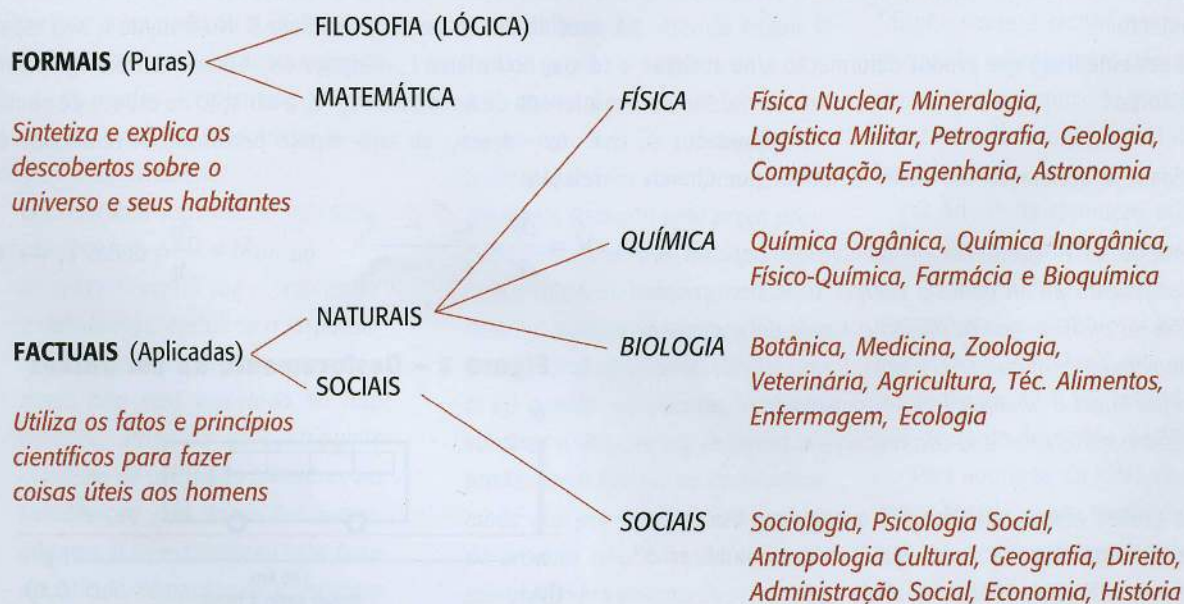 FILOSOFIA (LÓGICA)
FORMAIS (Puras)
MATEMÁTICA
Sintetiza e explica os
descobertos sobre o
universo e seus habitantes
FÍSICA
Física Nuclear, Mineralogia,
Logística Militar, Petrografia, Geologia,
Computação, Engenharia, Astronomia
QUÍMICA
Química Orgânica, Química Inorgânica,
Físico-Química, Farmácia e Bioquímica
NATURAIS
FACTUAIS (Aplicadas)
SOCIAIS
BIOLOGIA
Botânica, Medicina, Zoologia,
Veterinária, Agricultura, Téc. Alimentos,
Enfermagem, Ecologia
Utiliza os fatos e princípios
científicos para fazer
coisas úteis aos homens
SOCIAIS
Sociologia, Psicologia Social,
Antropologia Cultural, Geografia, Direito,
Administração Social, Economia, História